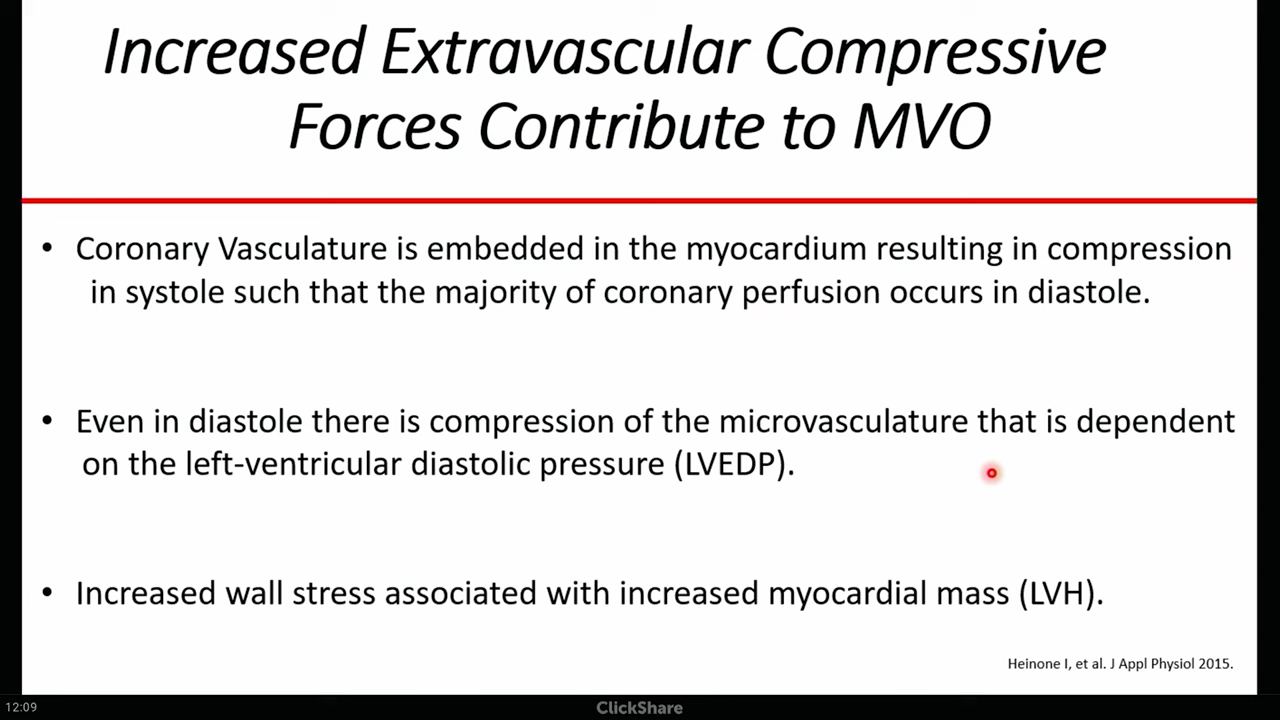 Increased Extravascular Compressive
Forces Contribute to MVO
• Coronary Vasculature is embedded in the myocardium resulting in compression
in systole such that the majority of coronary perfusion occurs in diastole.
• Even in diastole there is compression of the microvasculature that is dependent
on the left-ventricular diastolic pressure (LVEDP).
• Increased wall stress associated with increased myocardial mass (LVH).
Heinone I, et al. J Appl Physiol 2015.
12:09
ClickShare